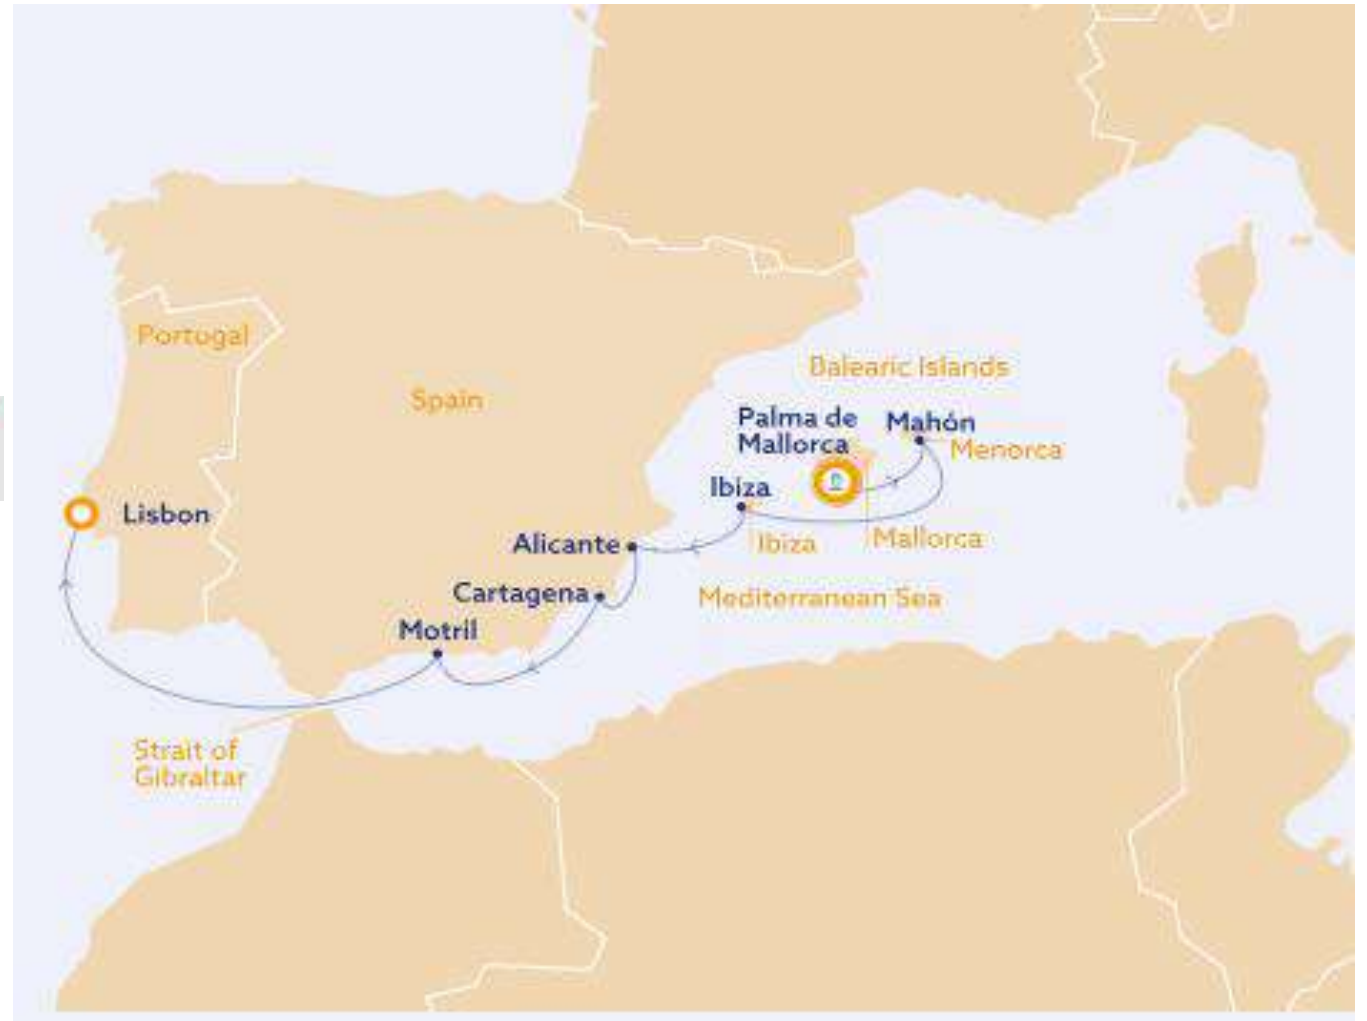 Portugal
Spain
Balearic Islands
Palma de
Mallorca
Mahón
Menorca
Ibiza
Lisbon
Alicante
Ibiza
Mallorca
Cartagena
Mediterranean Sea
Motril
Strait of
Gibraltar